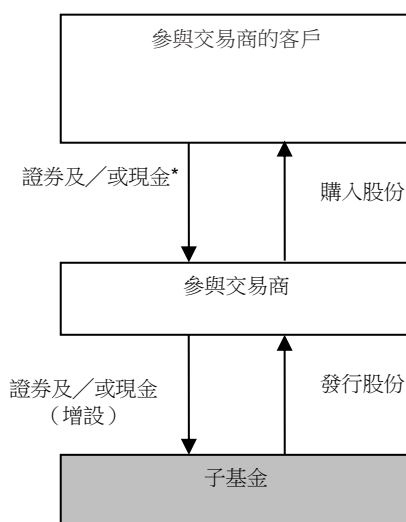 參與交易商的客戶
證券及／或現金*
購入股份
參與交易商
證券及／或現金
（增設）
發行股份
子基金